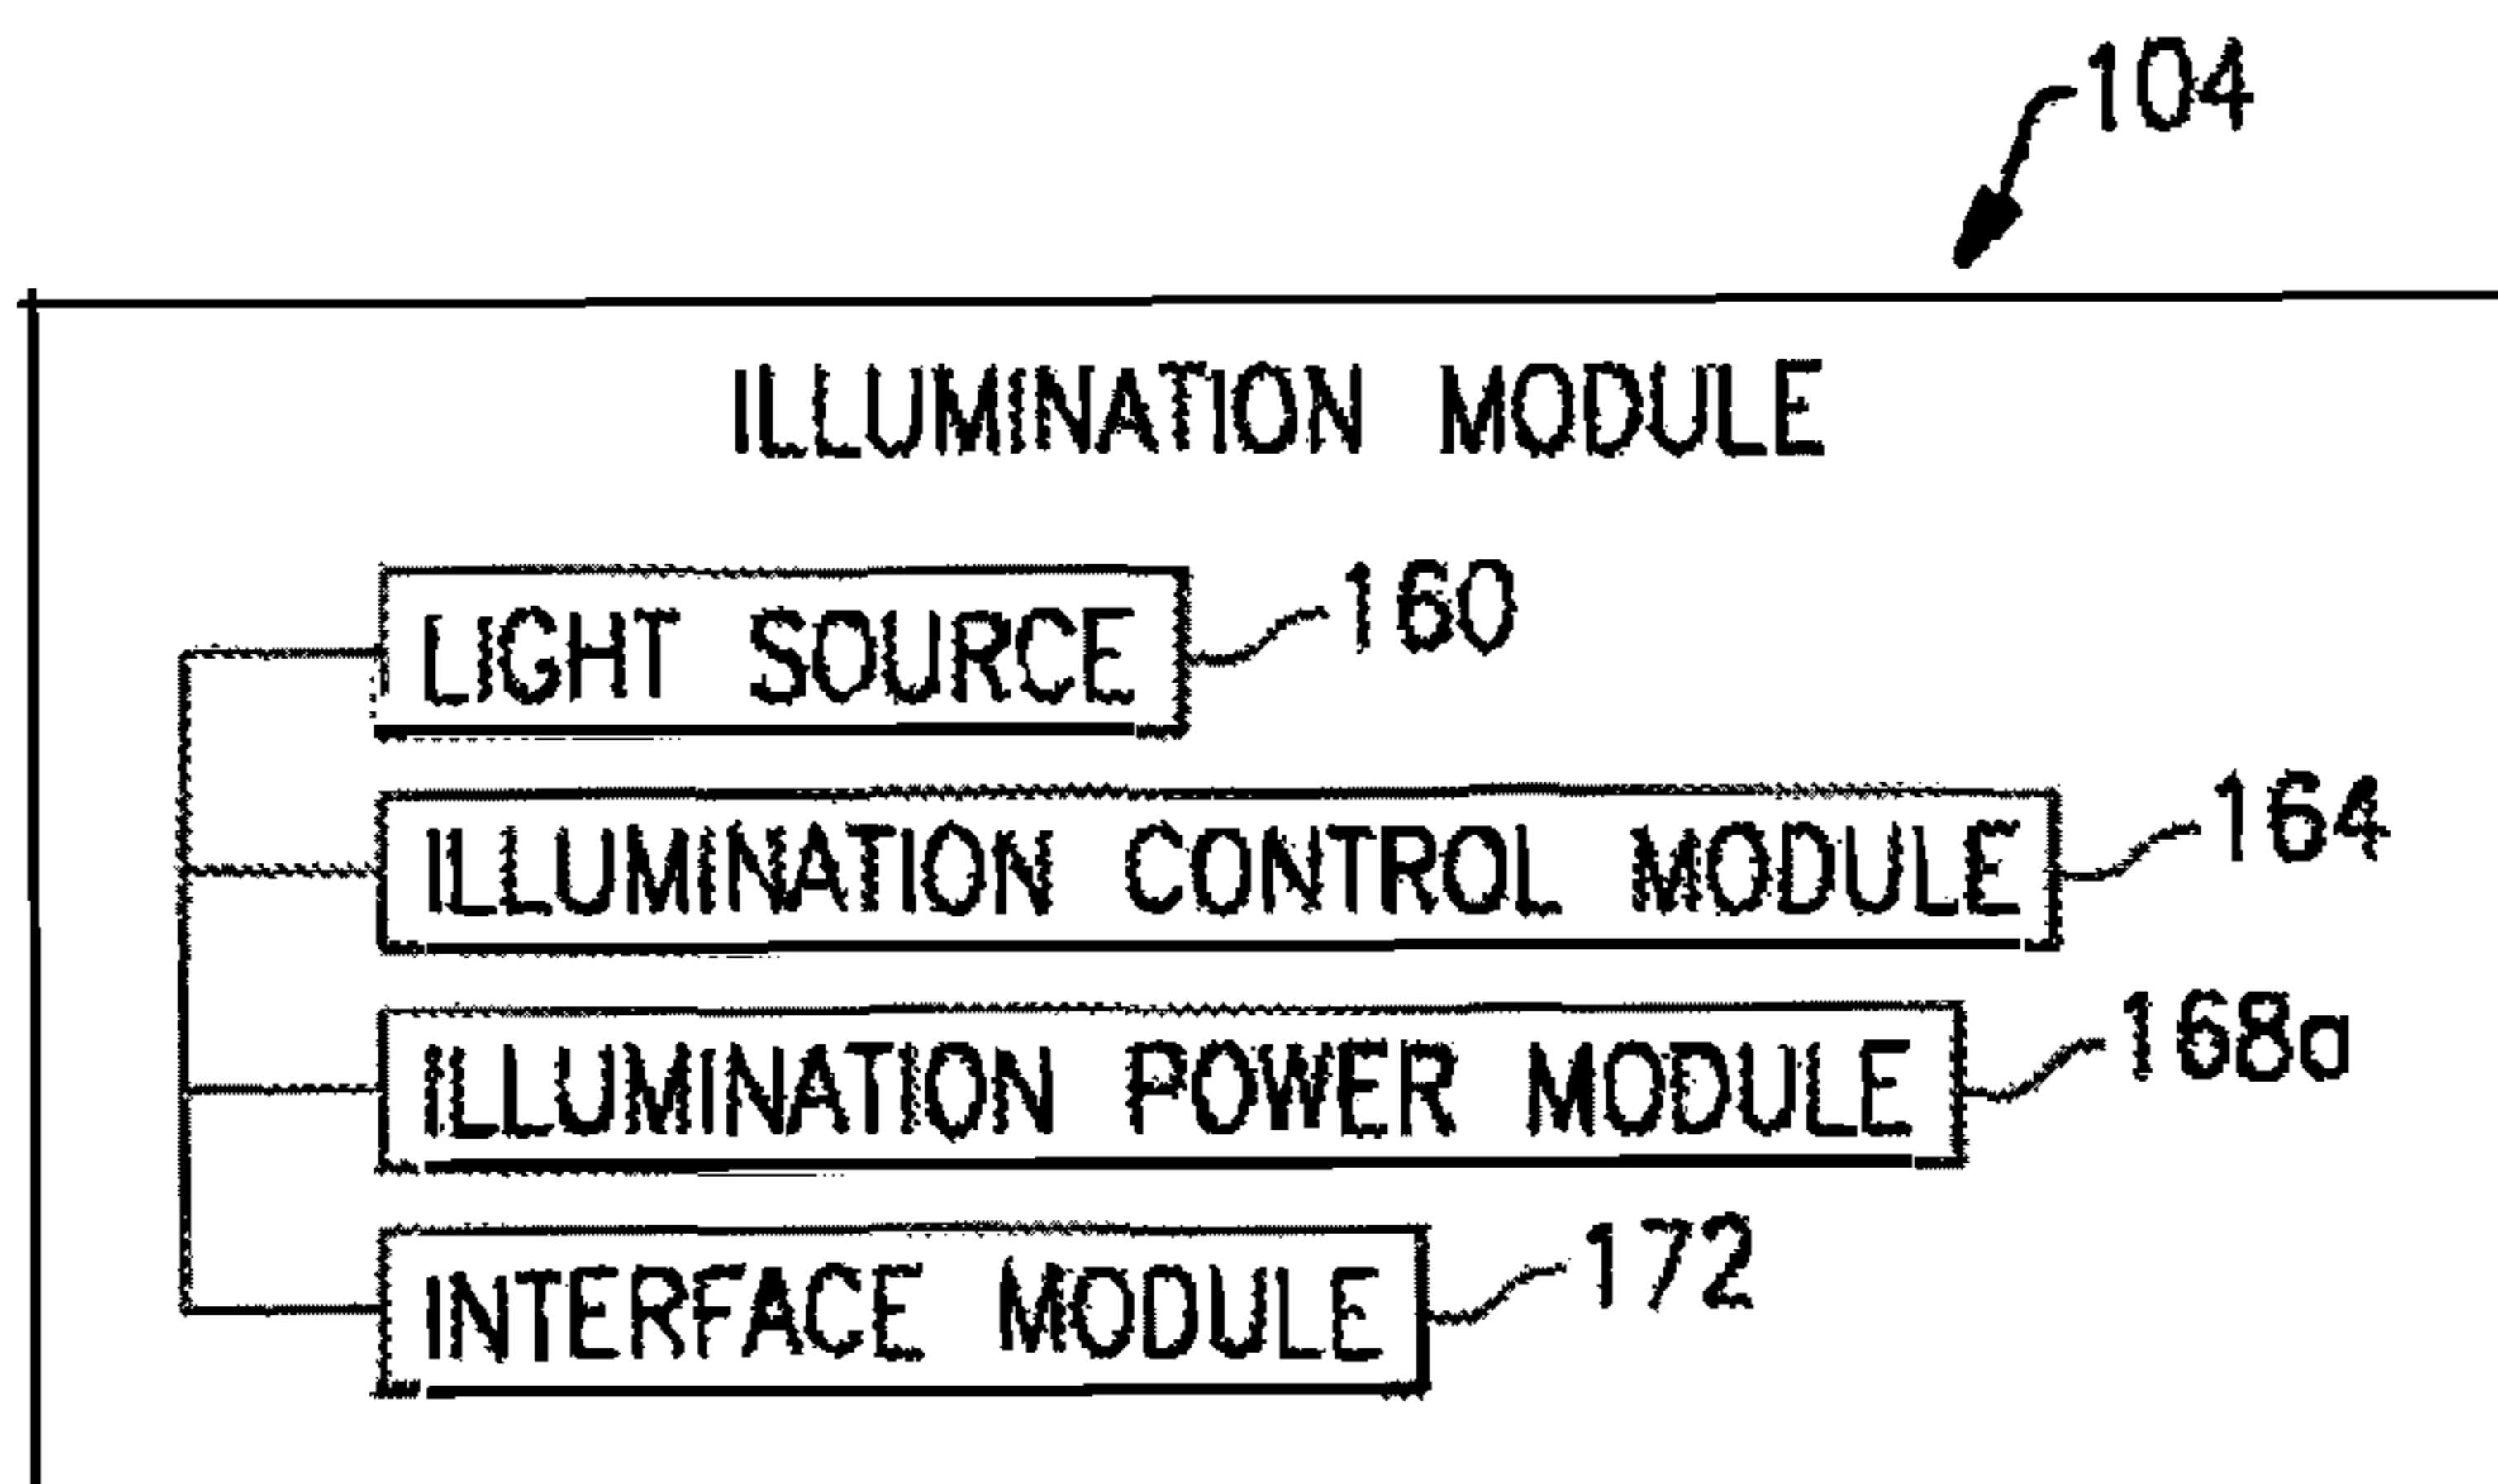 104
ILLUMINATION MODULE
LIGHT SOURCE 160
ILLUMINATION CONTROL MODULE 164
ILLUMINATION POWER MODULE 168a
INTERFACE MODULE 172